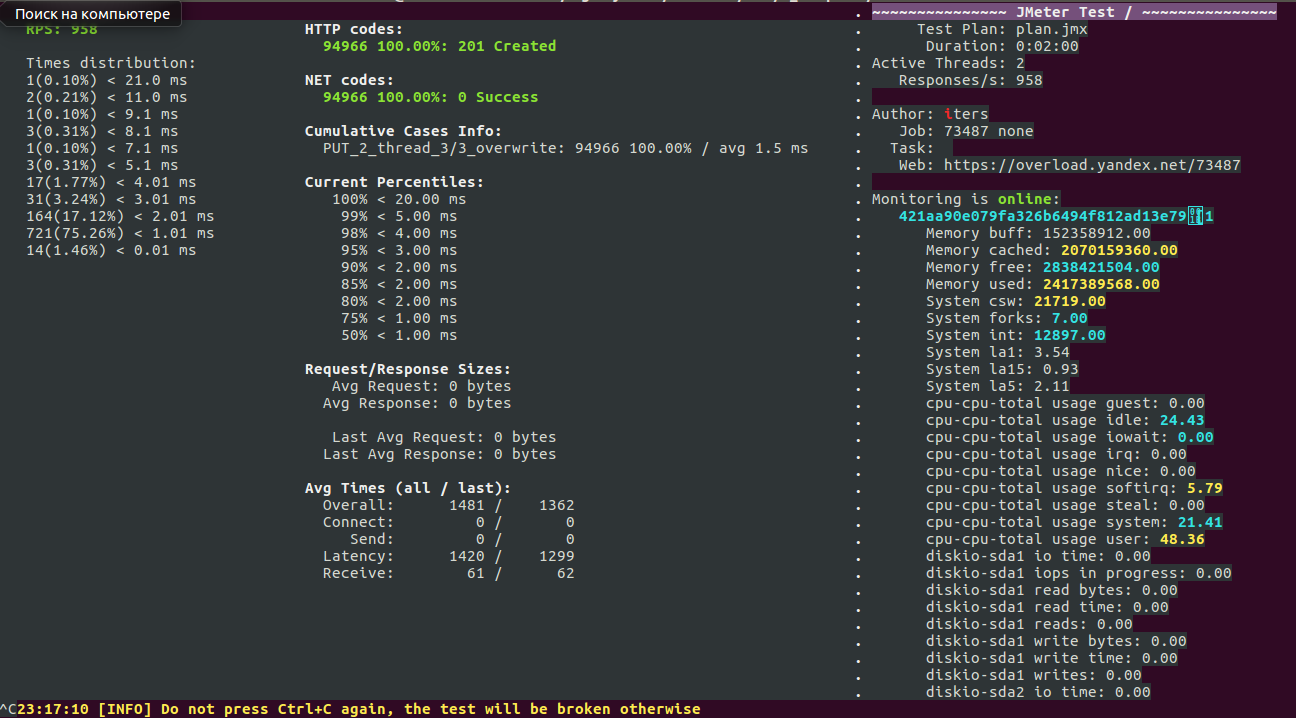 Поиск на компьютере
RPS: 958
Times distribution:
1(0.10%) < 21.0 ms
2(0.21%) < 11.0 ms
1(0.10%) < 9.1 ms
3(0.31%) < 8.1 ms
1(0.10%) < 7.1 ms
3(0.31%) < 5.1 ms
17(1.77%) < 4.01 ms
31(3.24%) < 3.01 ms
164(17.12%) < 2.01 ms
721(75.26%) < 1.01 ms
14(1.46%) < 0.01 ms
HTTP codes:
94966 100.00%: 201 Created
NET codes:
94966 100.00%: 0 Success
Cumulative Cases Info:
PUT_2_thread_3/3_overwrite: 94966 100.00% / avg 1.5 ms
Current Percentiles:
100% < 20.00 ms
99% < 5.00 ms
98% < 4.00 ms
95% < 3.00 ms
90% < 2.00 ms
85% < 2.00 ms
80% < 2.00 ms
75% < 1.00 ms
50% < 1.00 ms
Request/Response Sizes:
Avg Request: 0 bytes
Avg Response: 0 bytes
Last Avg Request: 0 bytes
Last Avg Response: 0 bytes
Avg Times (all / last):
Overall: 1481 / 1362
Connect: 0 / 0
Send: 0 / 0
Latency: 1420 / 1299
Receive: 61 / 62
~~~~~~~~~~~~~~~ JMeter Test / ~~~~~~~~~~~~~~~
Test Plan: plan.jmx
Duration: 0:02:00
Active Threads: 2
Responses/s: 958
Author: iters
Job: 73487 none
Task:
Web: https://overload.yandex.net/73487
Monitoring is online:
421aa90e079fa326b6494f812ad13e79 1
Memory buff: 152358912.00
Memory cached: 2070159360.00
Memory free: 2838421504.00
Memory used: 2417389568.00
System csw: 21719.00
System forks: 7.00
System int: 12897.00
System la1: 3.54
System la15: 0.93
System la5: 2.11
cpu-cpu-total usage guest: 0.00
cpu-cpu-total usage idle: 24.43
cpu-cpu-total usage iowait: 0.00
cpu-cpu-total usage irq: 0.00
cpu-cpu-total usage nice: 0.00
cpu-cpu-total usage softirq: 5.79
cpu-cpu-total usage steal: 0.00
cpu-cpu-total usage system: 21.41
cpu-cpu-total usage user: 48.36
diskio-sda1 io time: 0.00
diskio-sda1 iops in progress: 0.00
diskio-sda1 read bytes: 0.00
diskio-sda1 read time: 0.00
diskio-sda1 reads: 0.00
diskio-sda1 write bytes: 0.00
diskio-sda1 write time: 0.00
diskio-sda1 writes: 0.00
diskio-sda2 io time: 0.00
^C23:17:10 [INFO] Do not press Ctrl+C again, the test will be broken otherwise